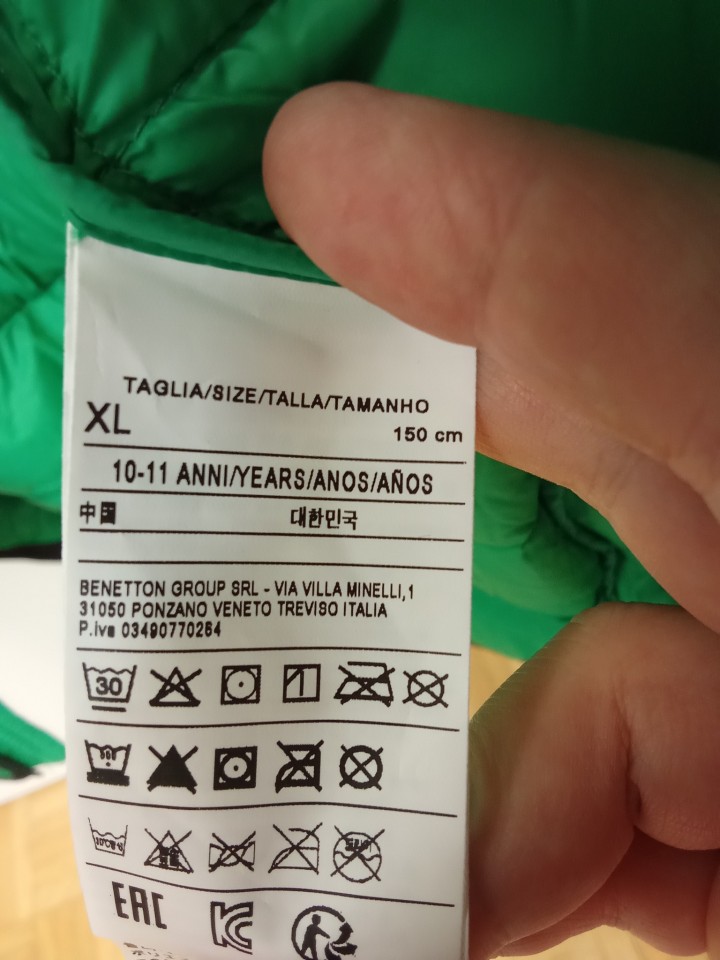 TAGLIA/SIZE/TALLA/TAMANHO
XL
150 cm
10-11 ANNI/YEARS/ANOS/AÑOS
中国 대한민국
BENETTON GROUP SRL - VIA VILLA MINELLI,1
31050 PONZANO VENETO TREVISO ITALIA
P.iva 03490770264
30
EAC